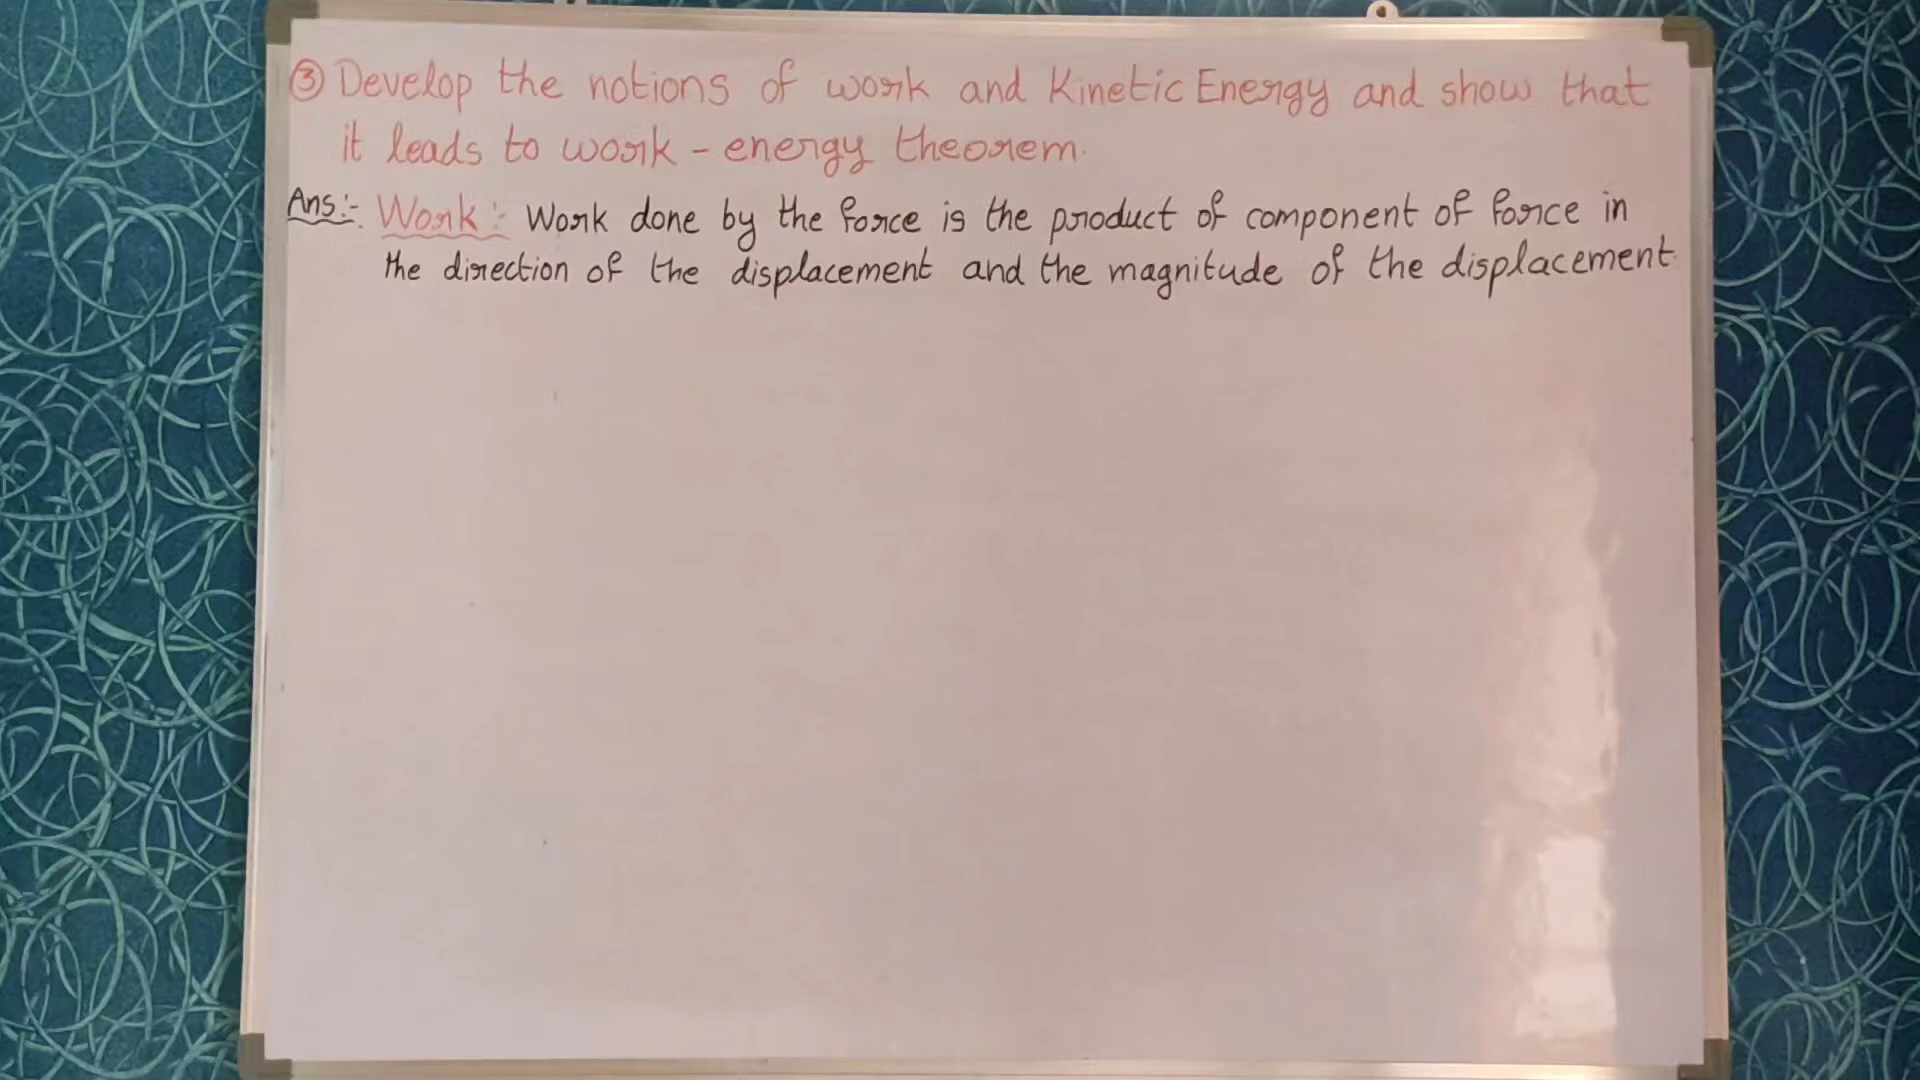 ③ Develop the notions of work and Kinetic Energy and show that
it leads to work - energy theorem.
Ans:- Work :- Work done by the force is the product of component of force in
the direction of the displacement and the magnitude of the displacement.